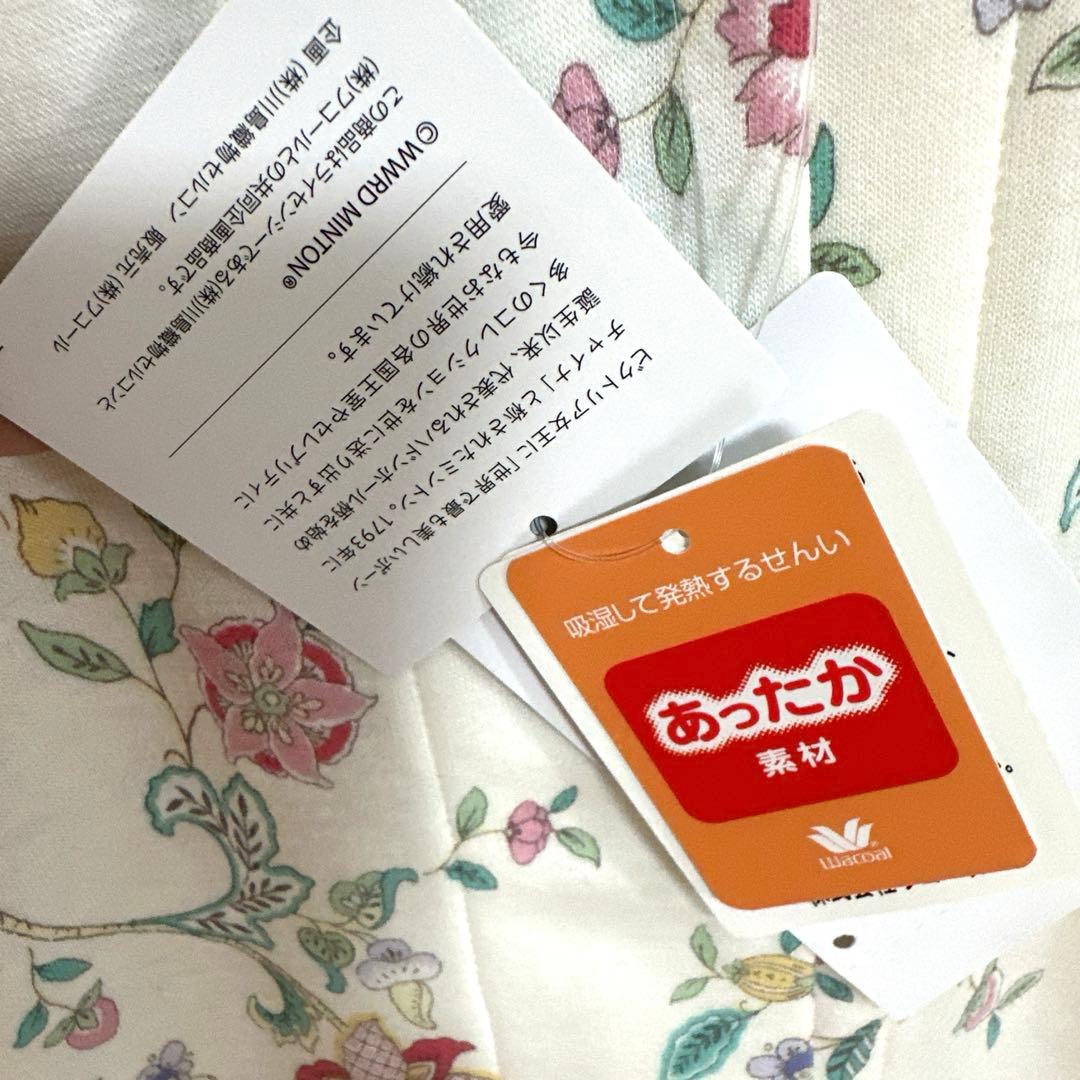 ビクトリア女王に「世界で最も美しいボーン
チャイナ」と称されたミントン。1793年に
誕生以来、代表されるハドンホール柄を始め
多くのコレクションを世に送り出すと共に
今もなお世界の各国王室やセレブリティに
愛用され続けています。
©WWRD MINTON®
この商品はライセンシーである(株)川島織物セルコンと
(株)ワコールとの共同企画商品です。
企画 (株)川島織物セルコン 販売元 (株)ワコール
吸湿して発熱するせんい
あったか
素材
Wacoal